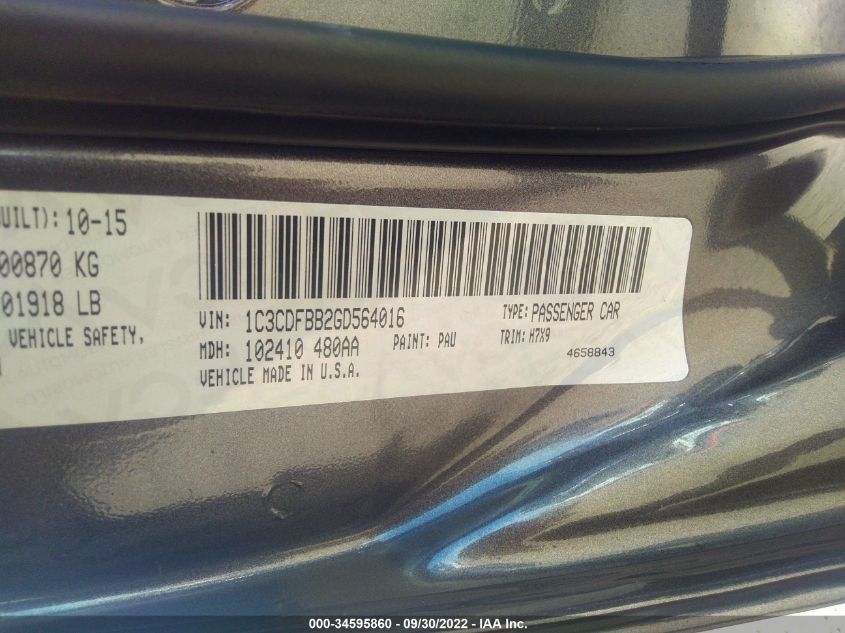 UILT): 10-15
00870 KG
01918 LB
VEHICLE SAFETY,
VIN: 1C3CDFBB2GD564016
TYPE: PASSENGER CAR
MDH: 102410 480AA
PAINT: PAU
TRIM: H7X9
4658843
VEHICLE MADE IN U.S.A.
000-34595860 - 09/30/2022 - IAA Inc.